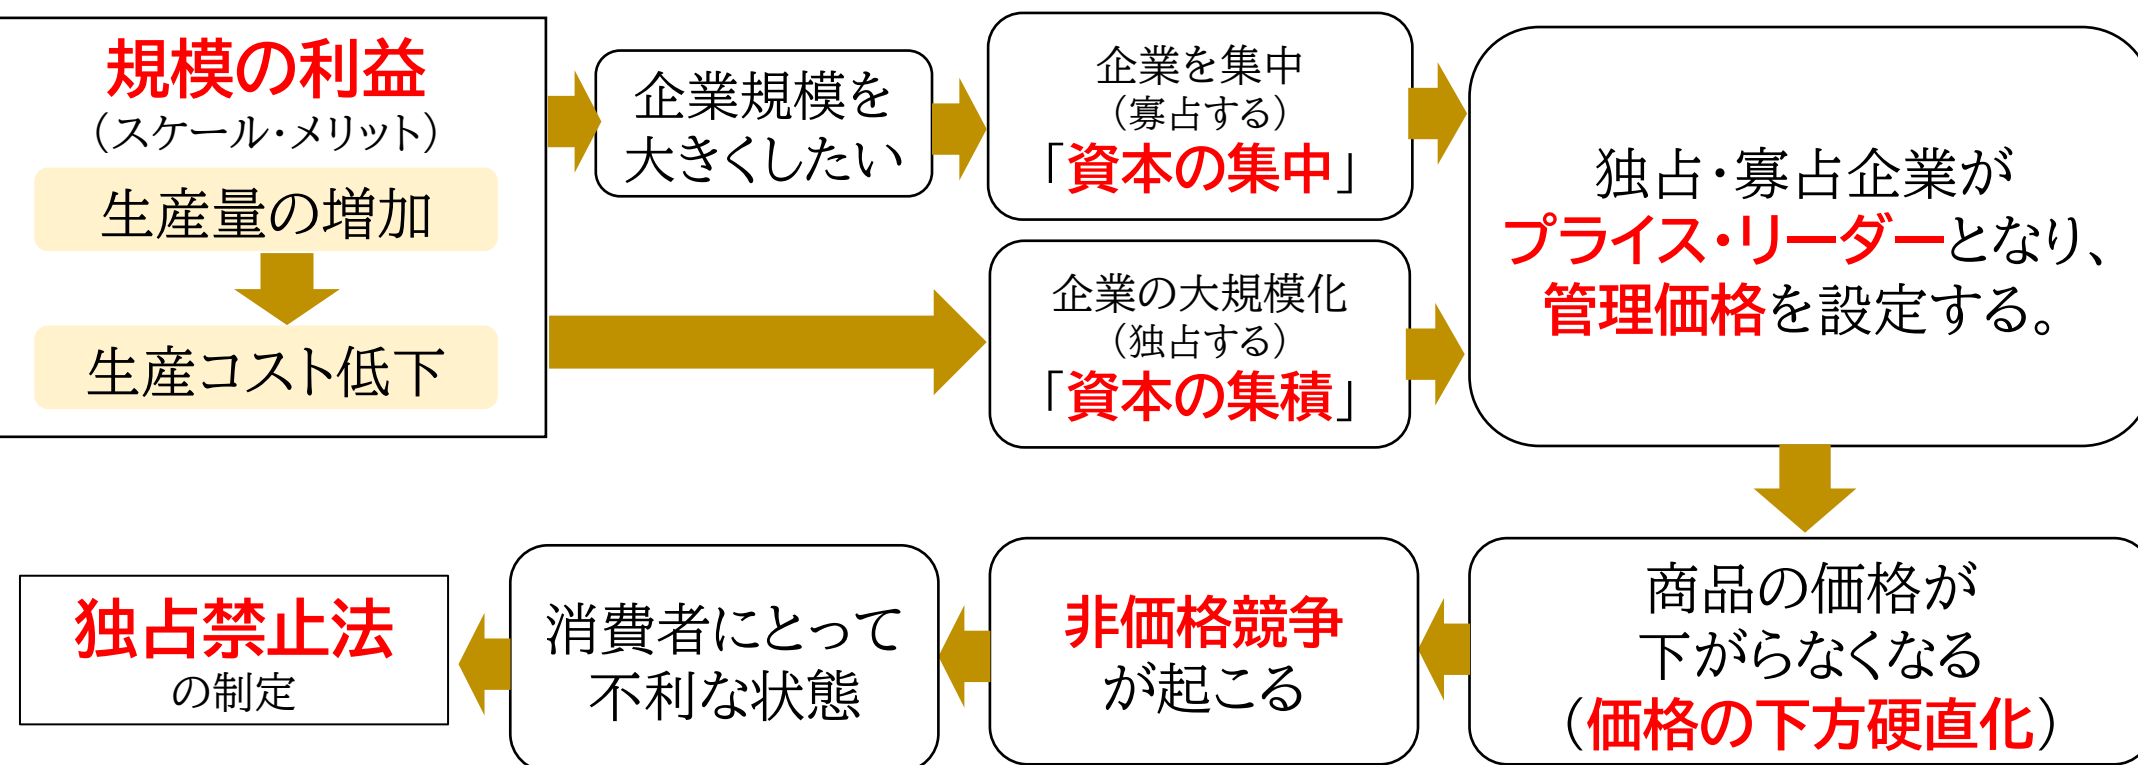 規模の利益
（スケール・メリット）
生産量の増加
生産コスト低下
企業規模を
大きくしたい
企業を集中
（寡占する）
「資本の集中」
企業の大規模化
（独占する）
「資本の集積」
独占・寡占企業が
プライス・リーダーとなり、
管理価格を設定する。
商品の価格が
下がらなくなる
（価格の下方硬直化）
非価格競争
が起こる
消費者にとって
不利な状態
独占禁止法
の制定